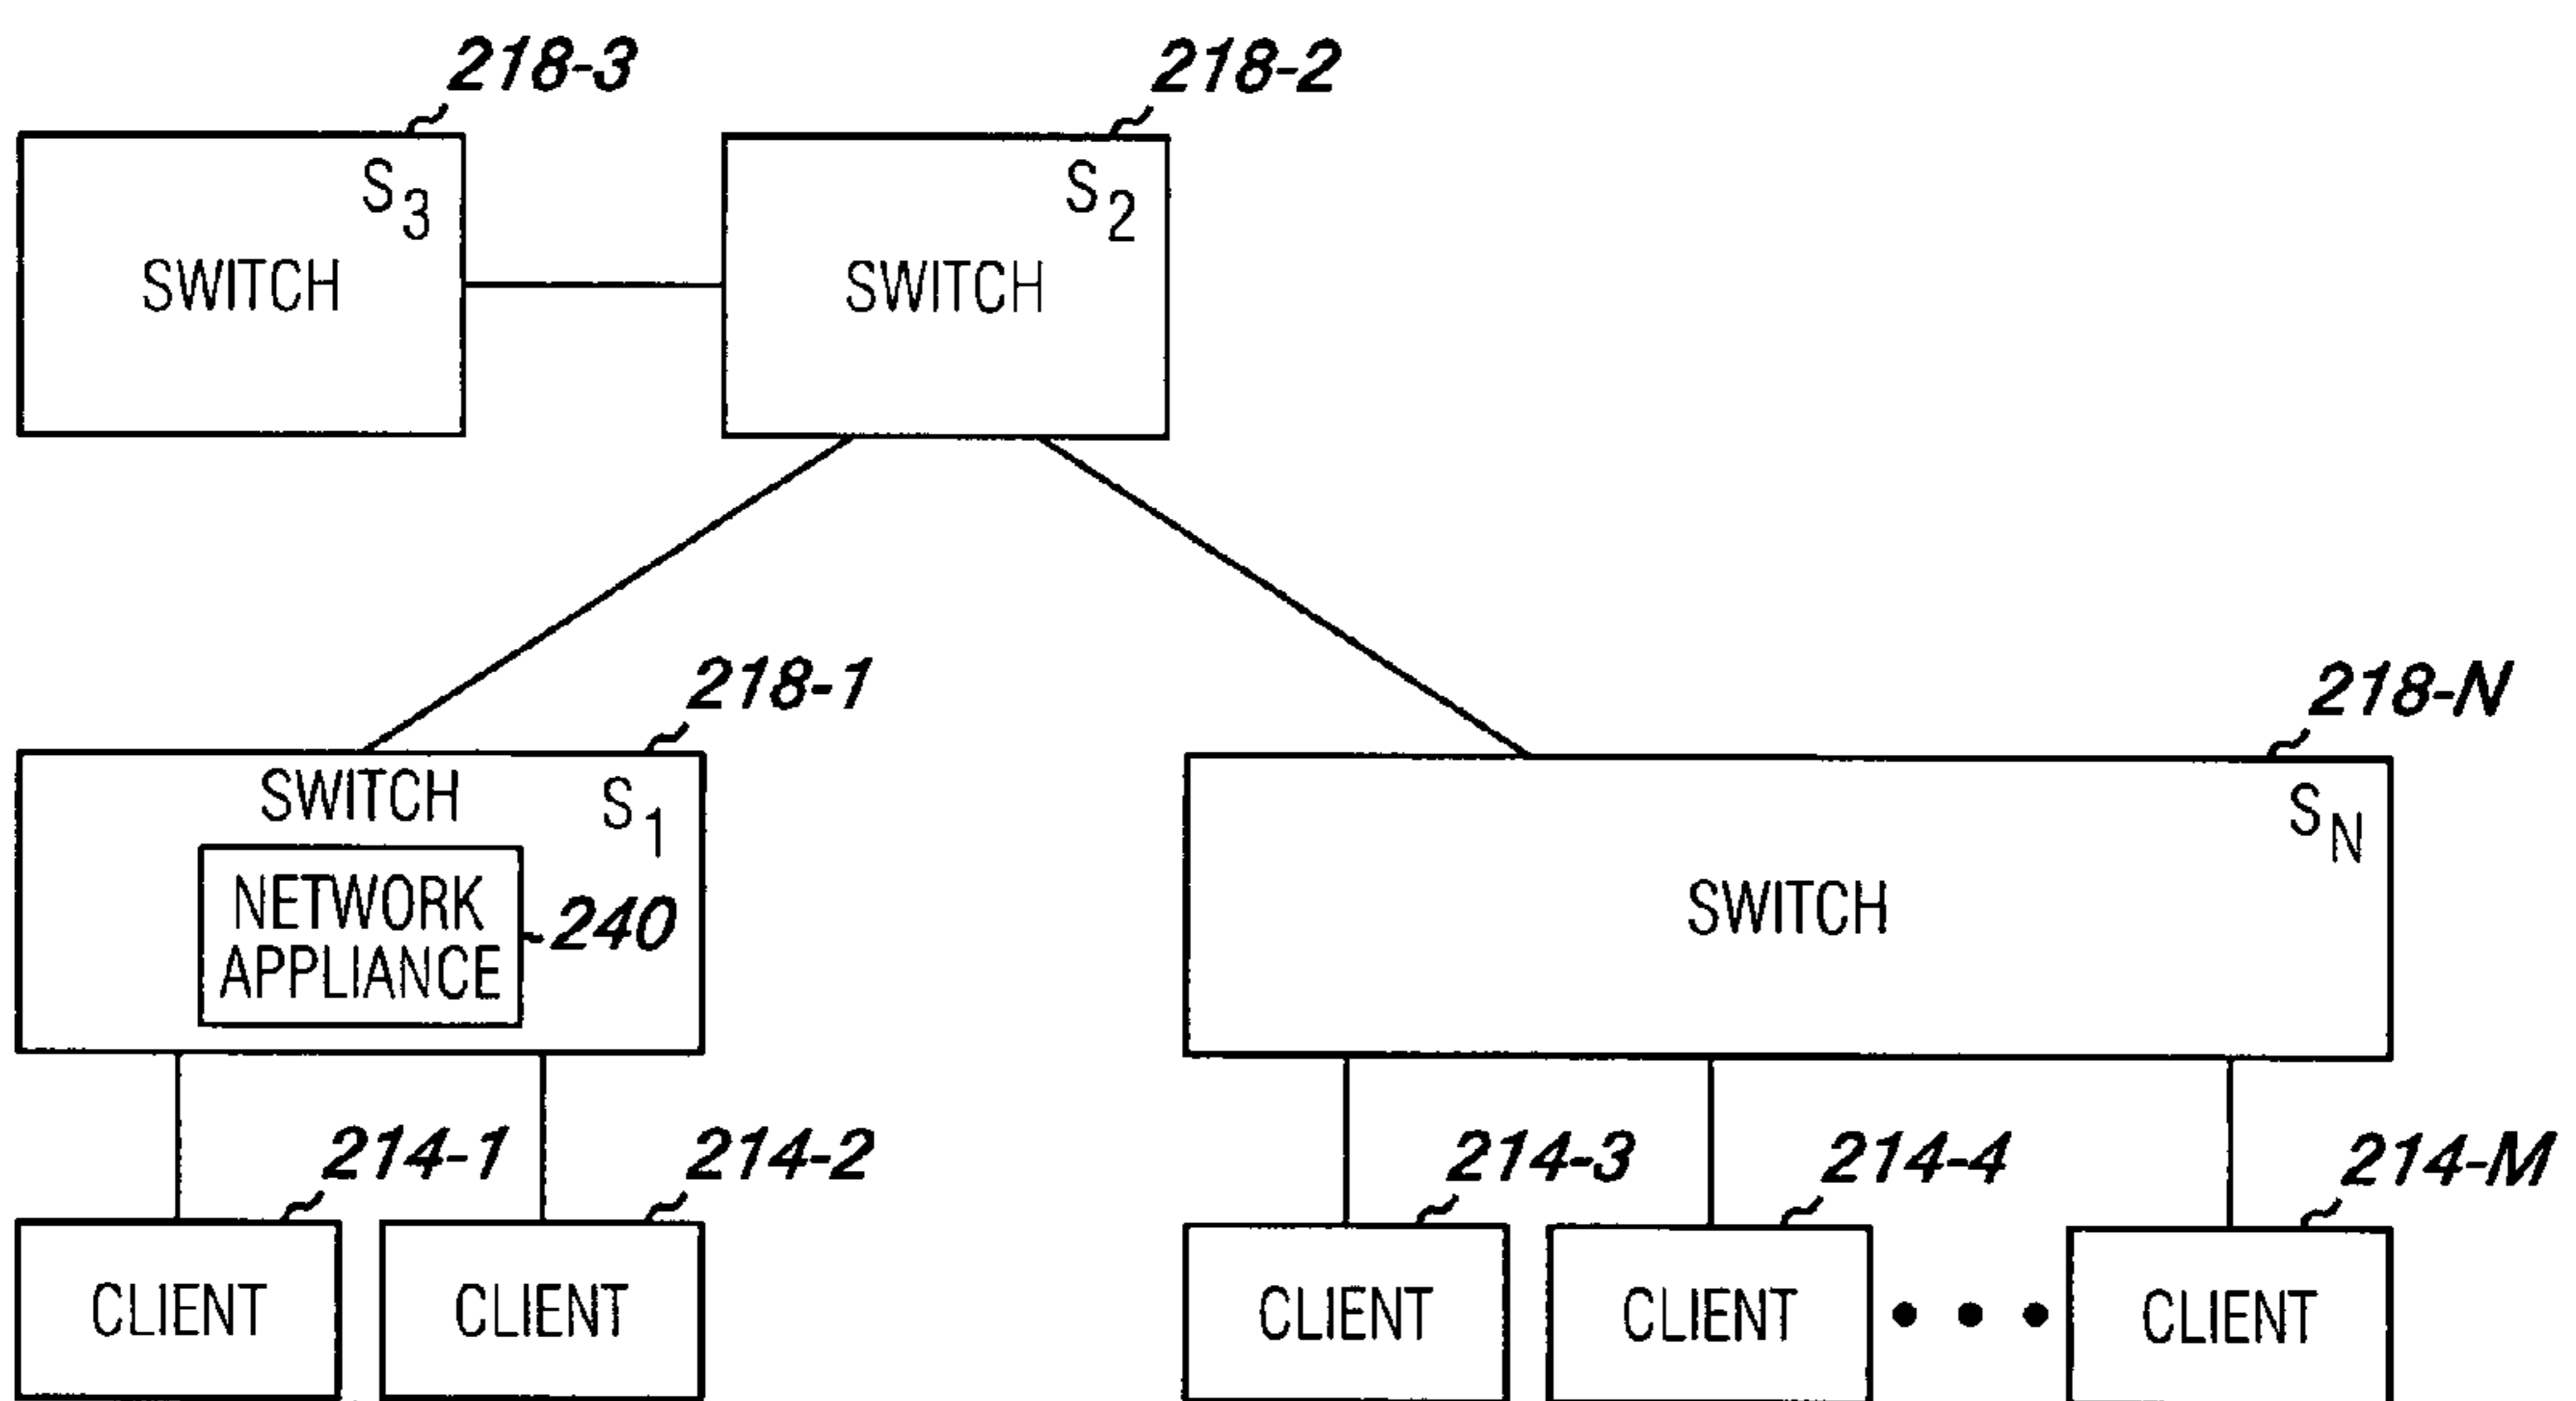 218-3
218-2
S3
SWITCH
S2
SWITCH
218-1
218-N
SWITCH
S1
NETWORK
APPLIANCE
240
SN
SWITCH
214-1
214-2
214-3
214-4
214-M
CLIENT
CLIENT
CLIENT
CLIENT
• • •
CLIENT